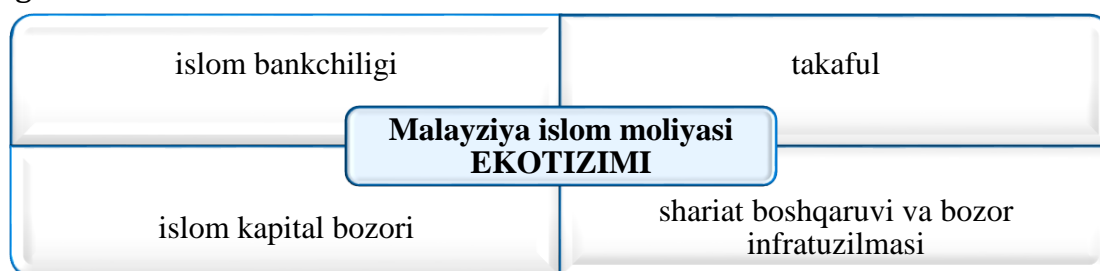 islom bankchiligi
takaful
Malayziya islom moliyasi
EKOTIZIMI
islom kapital bozori
shariat boshqaruvi va bozor
infratuzilmasi